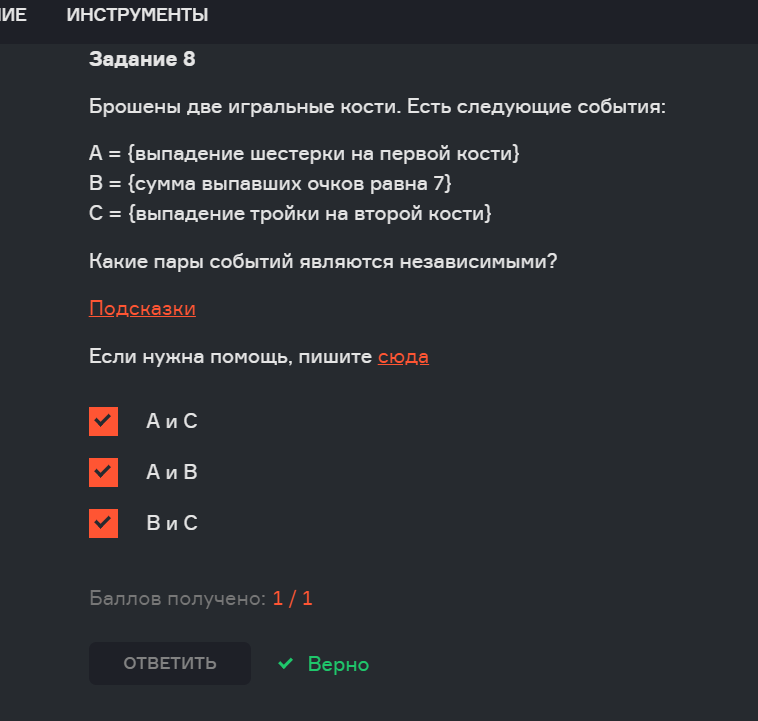 ИЕ ИНСТРУМЕНТЫ
Задание 8
Брошены две игральные кости. Есть следующие события:
A = {выпадение шестерки на первой кости}
B = {сумма выпавших очков равна 7}
C = {выпадение тройки на второй кости}
Какие пары событий являются независимыми?
Подсказки
Если нужна помощь, пишите сюда
A и C
A и B
B и C
Баллов получено: 1 / 1
ОТВЕТИТЬ Верно